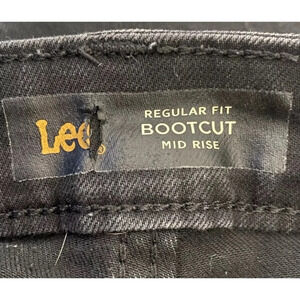 Lee®
REGULAR FIT
BOOTCUT
MID RISE